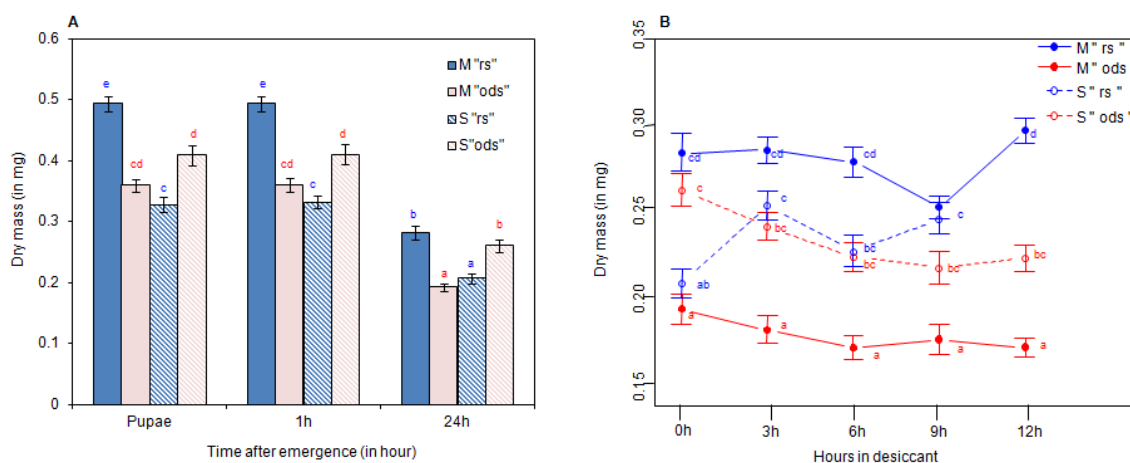 A
0.6
0.5
0.4
0.3
0.2
0.1
0
Dry mass (in mg)
e
cd
c
d
e
cd
c
d
b
a
a
b
M "rs"
M "ods"
S "rs"
S"ods"
Pupae
1h
24h
Time after emergence (in hour)
B
0.35
0.30
0.25
0.20
0.15
Dry mass (in mg)
M " rs "
M " ods
S " rs "
S " ods "
cd
cd
cd
d
c
c
c
bc
bc
bc
bc
bc
ab
a
a
a
a
a
0h
3h
6h
9h
12h
Hours in desiccant